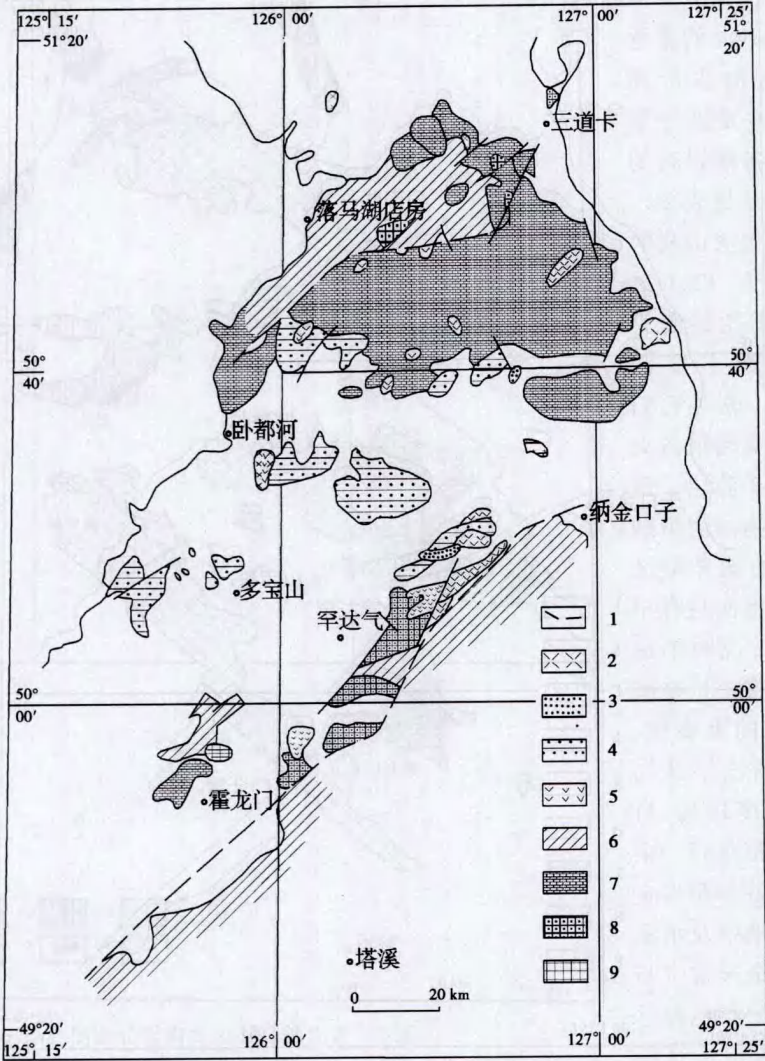 125° 15′
126° 00′
127° 00′
127° 25′
51° 20′
51° 20′
三道卡
落马湖店房
50° 40′
50° 40′
卧都河
纳金口子
多宝山
罕达气
1
2
3
4
5
6
7
8
9
50° 00′
50° 00′
霍龙门
塔溪
0 20 km
49° 20′
49° 20′
125° 15′
126° 00′
127° 00′
127° 25′